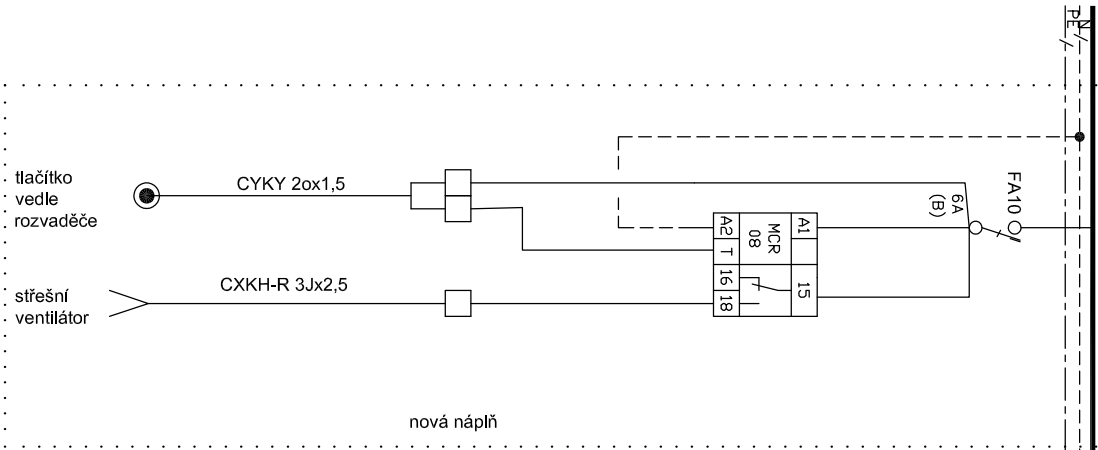 PE
N
tlačítko
vedle
rozvaděče
CYKY 2ox1,5
FA10
6A
(B)
A2
T
MCR
08
A1
16
18
15
střešní
ventilátor
CXKH-R 3Jx2,5
nová náplň